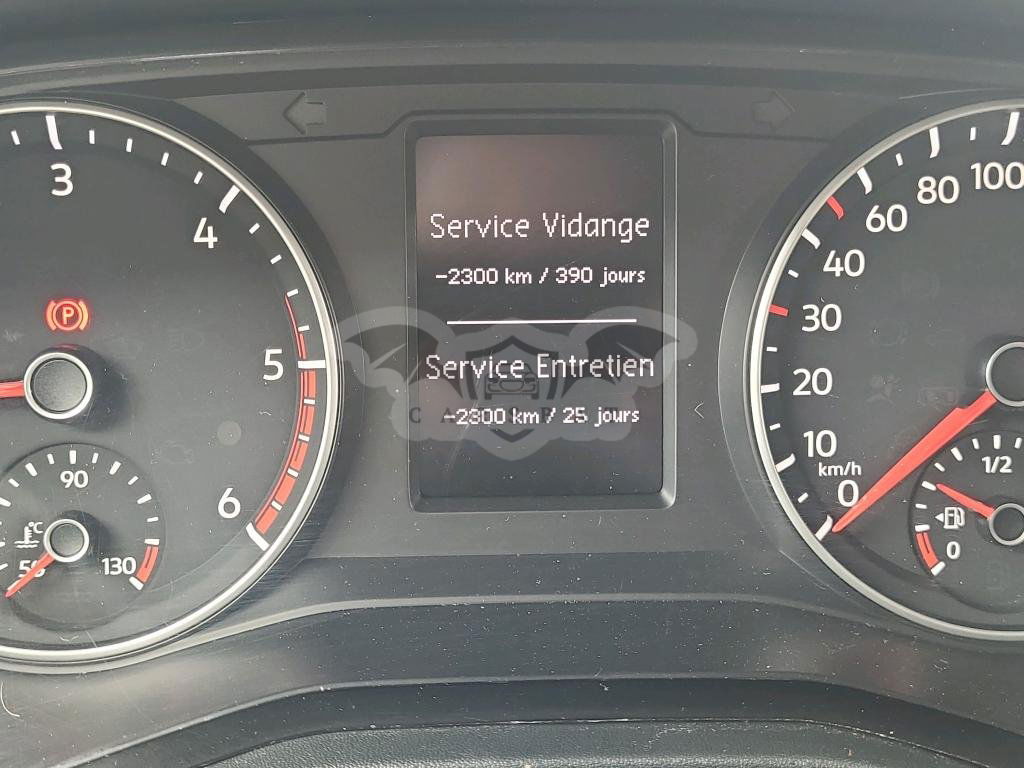 3
4
5
6
90
°C
50
130
P
Service Vidange
-2300 km / 390 jours
Service Entretien
-2300 km / 25 jours
100
80
60
40
30
20
10
0
km/h
1/2
0